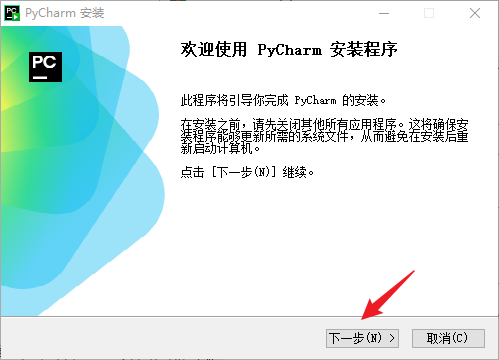 PyCharm 安装
PC
欢迎使用 PyCharm 安装程序
此程序将引导你完成 PyCharm 的安装。
在安装之前，请先关闭其他所有应用程序。这将确保安
装程序能够更新所需的系统文件，从而避免在安装后重
新启动计算机。
点击 [下一步(N)] 继续。
下一步(N) >
取消(C)